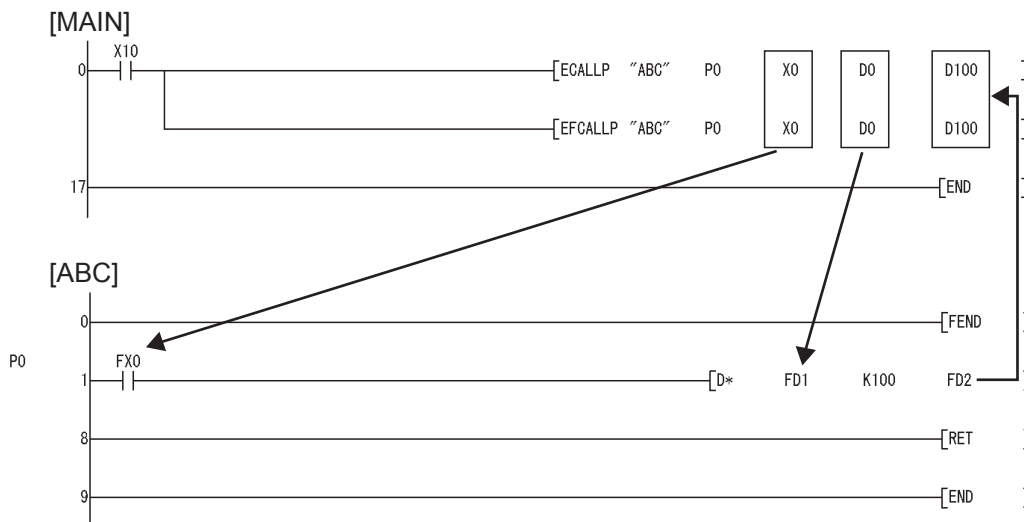 [MAIN]
X10
0 [ECALLP "ABC" P0 X0 D0 D100 ]
[EFCALLP "ABC" P0 X0 D0 D100 ]
17 [END ]
[ABC]
0 [FEND ]
P0 FX0
1 [D* FD1 K100 FD2 ]
8 [RET ]
9 [END ]